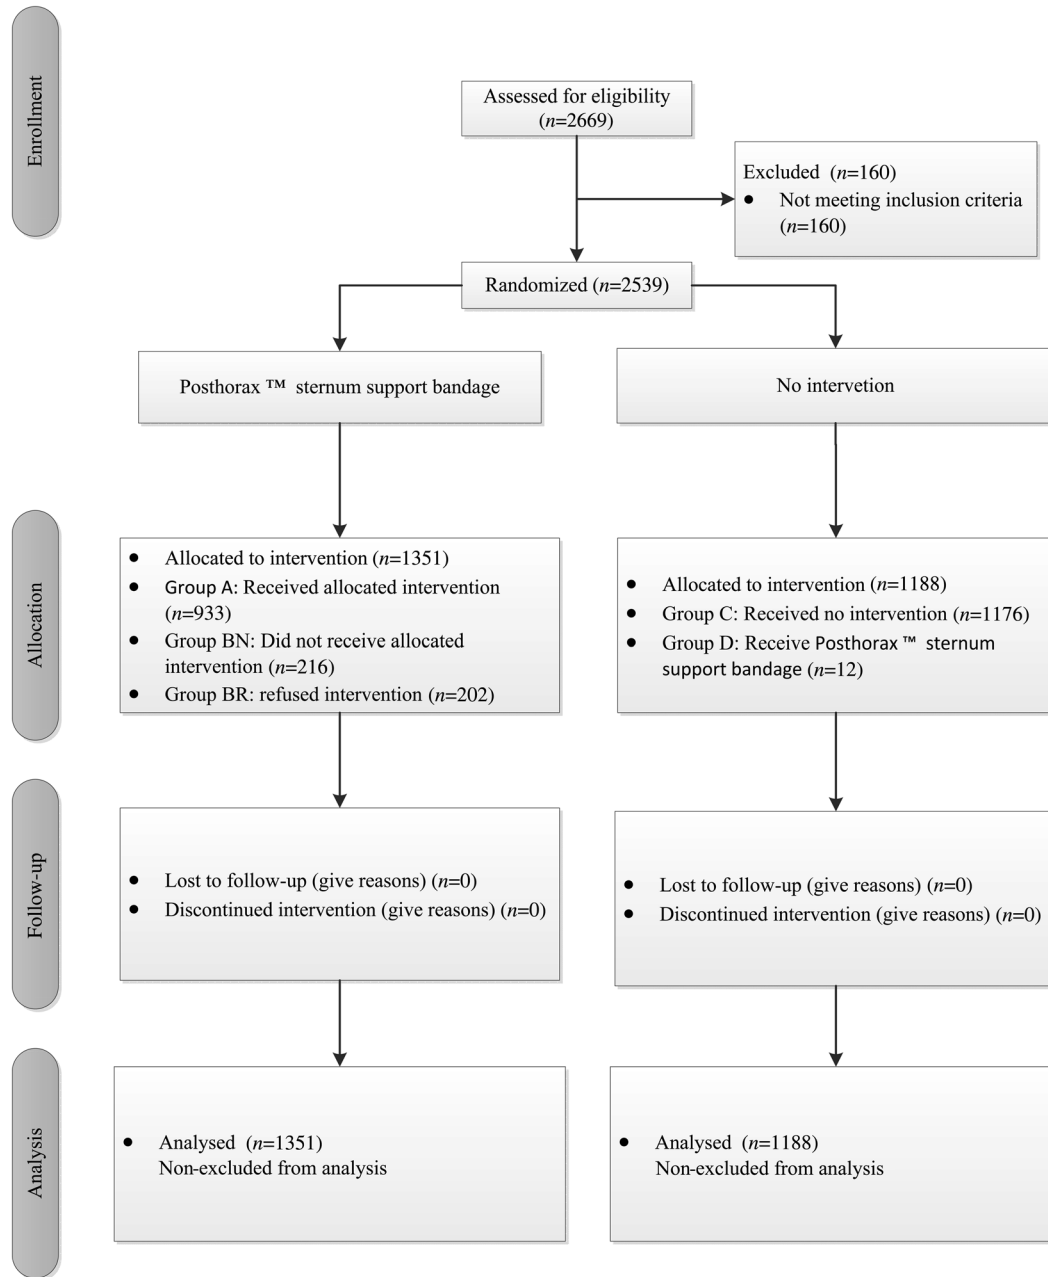 Enrollment
Assessed for eligibility
(n=2669)
Excluded (n=160)
● Not meeting inclusion criteria
(n=160)
Randomized (n=2539)
Posthorax ™ sternum support bandage
No intervetion
Allocation
● Allocated to intervention (n=1351)
● Group A: Received allocated intervention
(n=933)
● Group BN: Did not receive allocated
intervention (n=216)
● Group BR: refused intervention (n=202)
● Allocated to intervention (n=1188)
● Group C: Received no intervention (n=1176)
● Group D: Receive Posthorax ™ sternum
support bandage (n=12)
Follow-up
● Lost to follow-up (give reasons) (n=0)
● Discontinued intervention (give reasons) (n=0)
● Lost to follow-up (give reasons) (n=0)
● Discontinued intervention (give reasons) (n=0)
Analysis
● Analysed (n=1351)
Non-excluded from analysis
● Analysed (n=1188)
Non-excluded from analysis